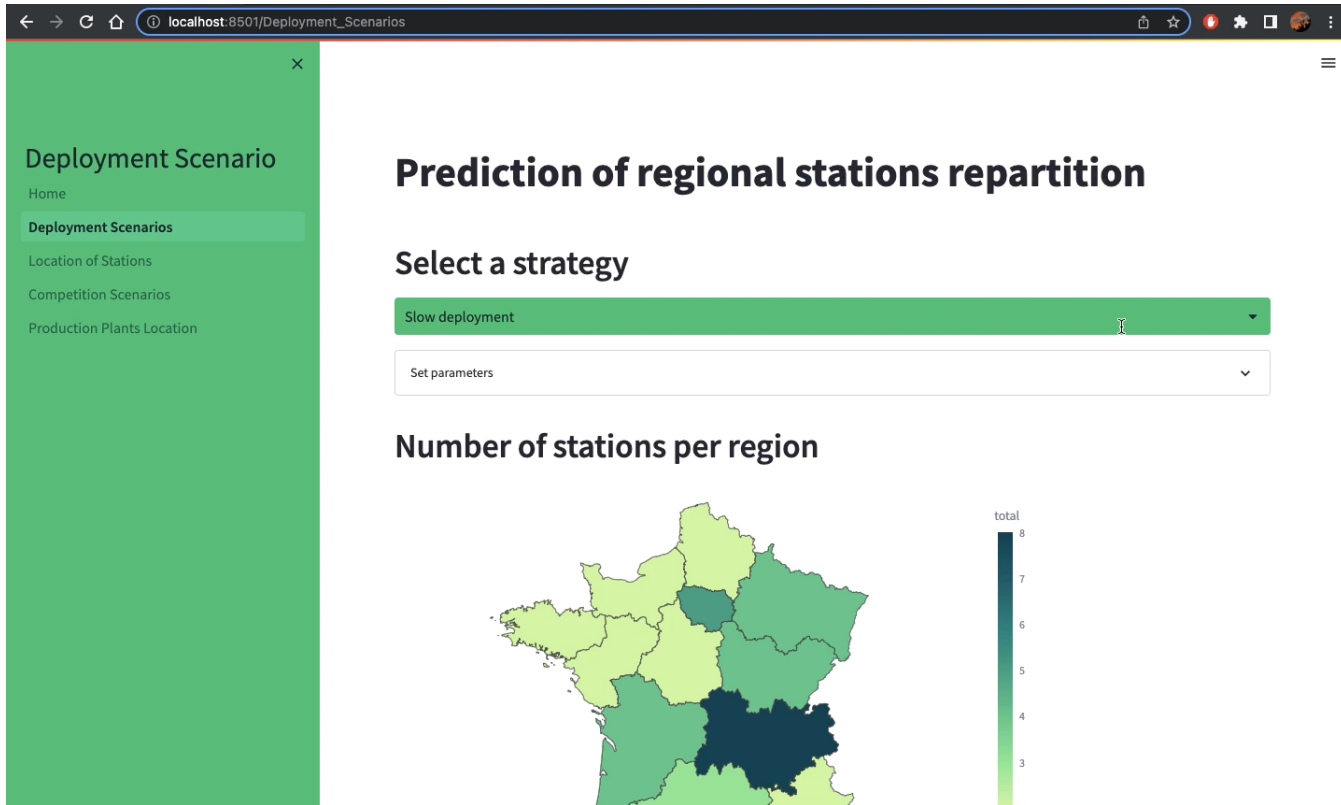 localhost:8501/Deployment_Scenarios
Deployment Scenario
Home
Deployment Scenarios
Location of Stations
Competition Scenarios
Production Plants Location
Prediction of regional stations repartition
Select a strategy
Slow deployment
Set parameters
Number of stations per region
total
8
7
6
5
4
3